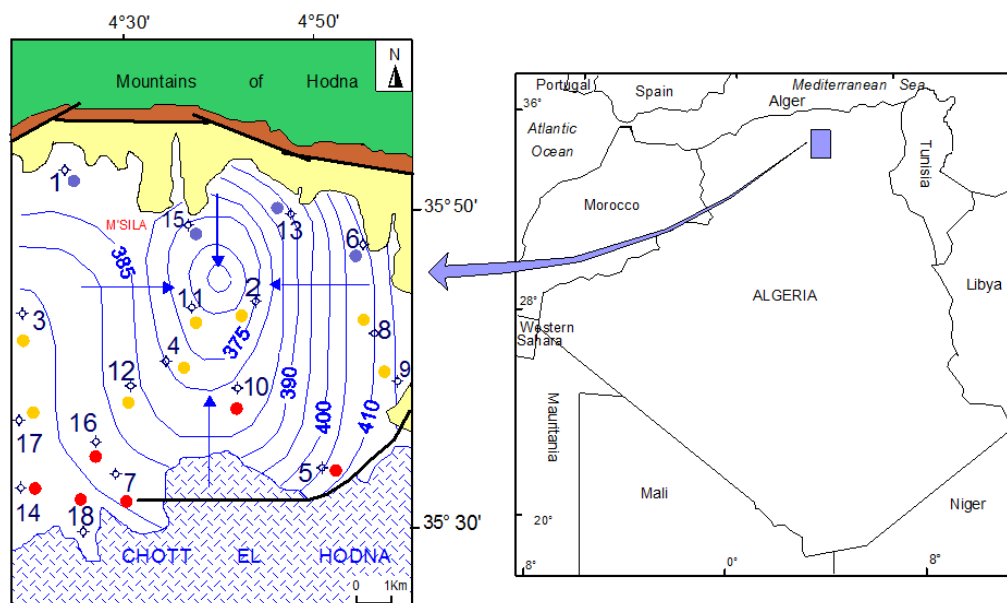 4°30'
4°50'
N
Mountains of Hodna
1
M'SILA
15
13
6
35°50'
385
3
11
2
8
375
4
9
12
10
390
400
410
16
17
5
7
14
18
35° 30'
CHOTT EL HODNA
0 1Km
Portugal
Spain
Mediterranean Sea
Alger
36°
Atlantic
Ocean
Tunisia
Morocco
ALGERIA
Libya
28°
Western
Sahara
Mauritania
Mali
Niger
20°
8°
0°
8°